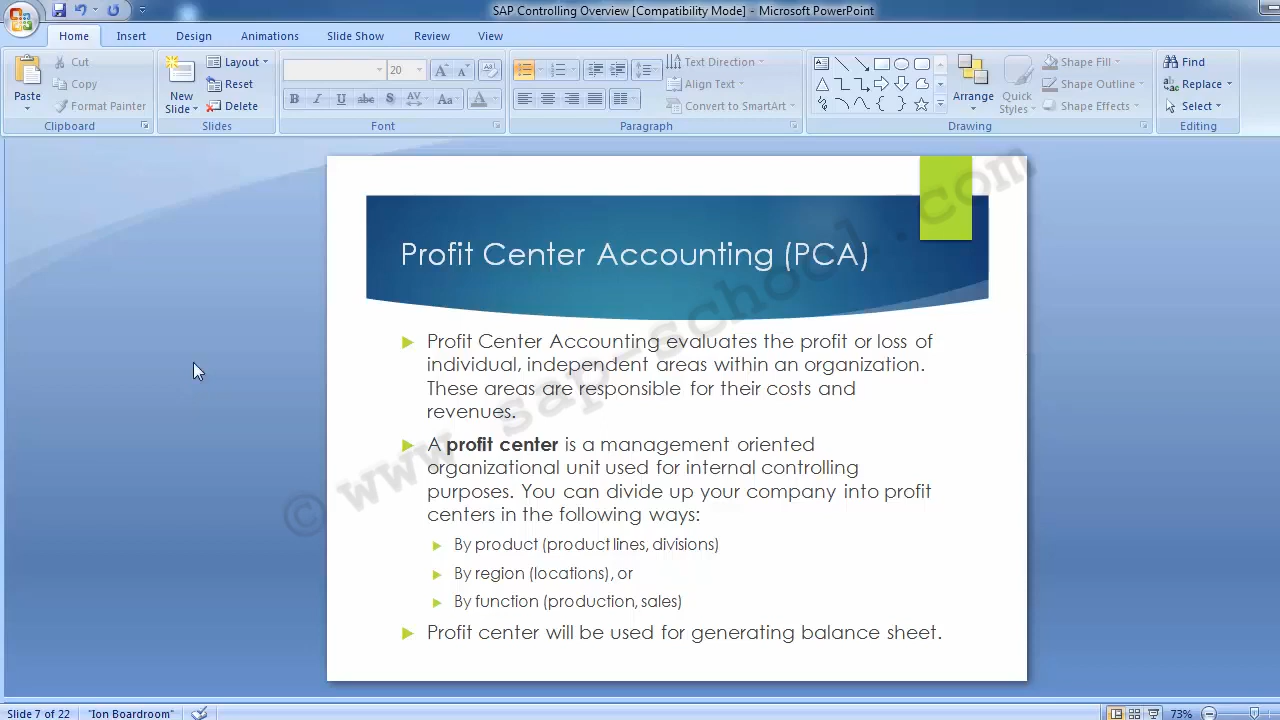 SAP Controlling Overview [Compatibility Mode] - Microsoft PowerPoint
Home Insert Design Animations Slide Show Review View
Paste
Cut
Copy
Format Painter
Clipboard
New Slide
Layout
Reset
Delete
Slides
20
B I U abc S AV Aa A
Font
Text Direction
Align Text
Convert to SmartArt
Paragraph
Arrange
Quick Styles
Shape Fill
Shape Outline
Shape Effects
Drawing
Find
Replace
Select
Editing
Profit Center Accounting (PCA)
Profit Center Accounting evaluates the profit or loss of
individual, independent areas within an organization.
These areas are responsible for their costs and
revenues.
A profit center is a management oriented
organizational unit used for internal controlling
purposes. You can divide up your company into profit
centers in the following ways:
By product (product lines, divisions)
By region (locations), or
By function (production, sales)
Profit center will be used for generating balance sheet.
© www.sap-school.com
Slide 7 of 22 "Ion Boardroom" 73%